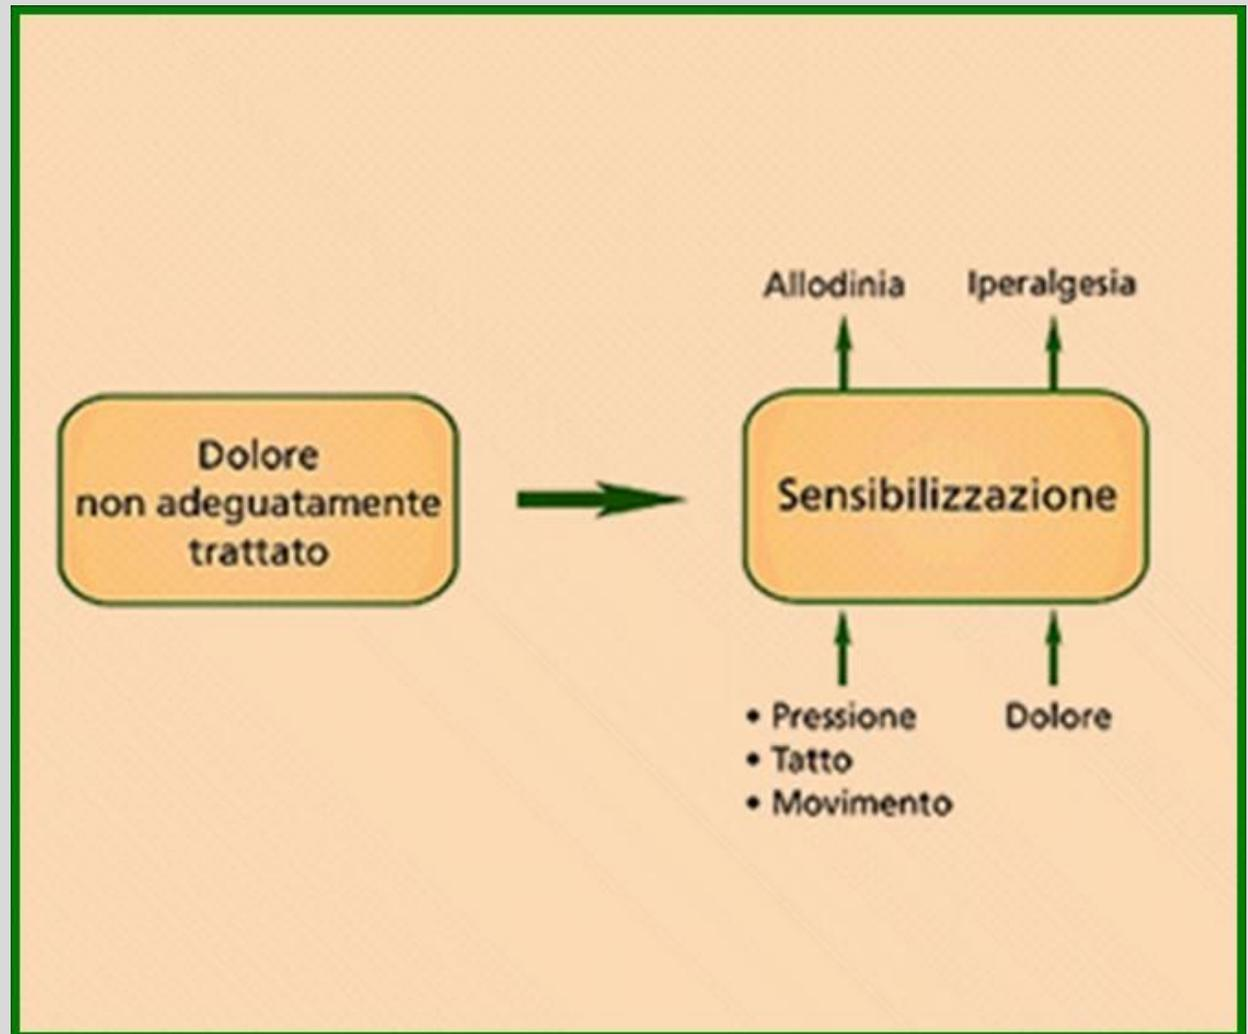 Allodinia
Iperalgesia
Dolore
non adeguatamente
trattato
Sensibilizzazione
• Pressione
• Tatto
• Movimento
Dolore